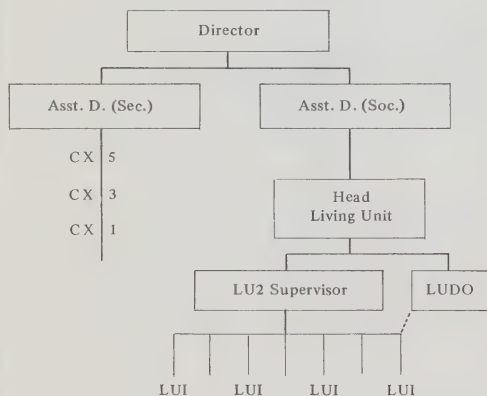 Director
Asst. D. (Sec.)
Asst. D. (Soc.)
CX 5
CX 3
CX 1
Head
Living Unit
LU2 Supervisor
LUDO
LUI
LUI
LUI
LUI